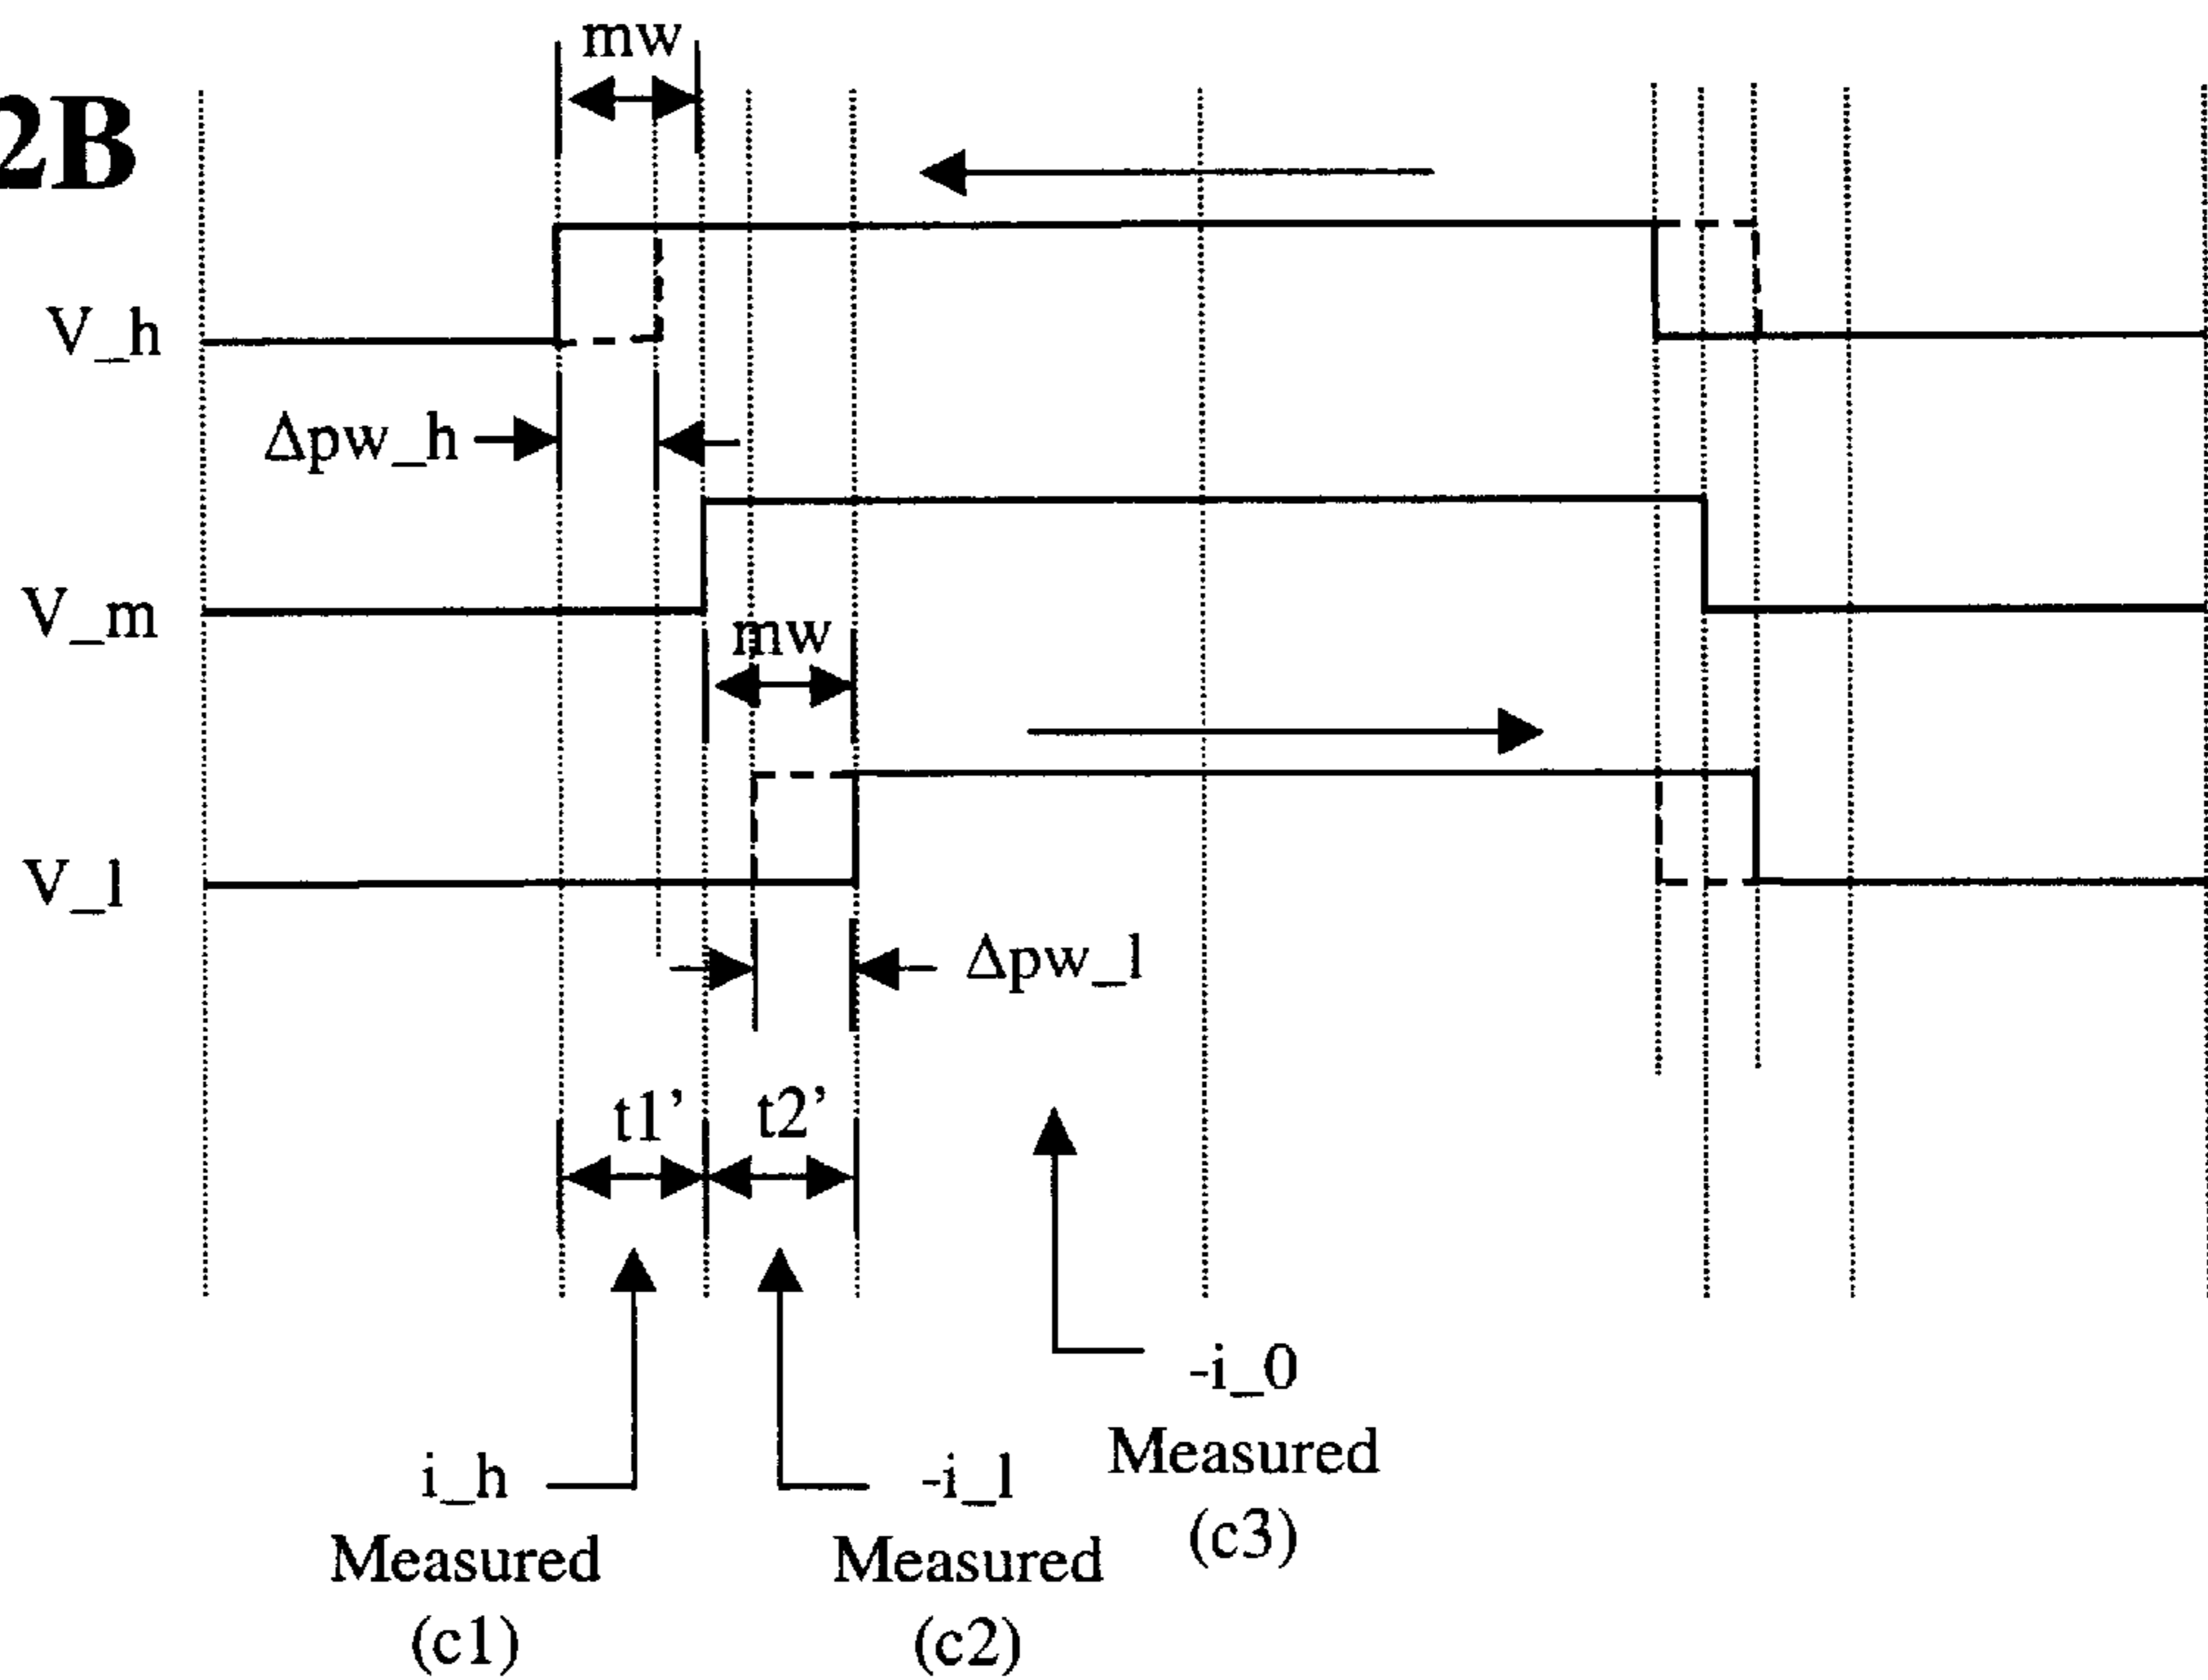 mw
2B
V_h
Δpw_h
V_m
mw
V_l
Δpw_l
t1’ t2’
-i_0
Measured
(c3)
i_h
Measured
(c1)
-i_l
Measured
(c2)